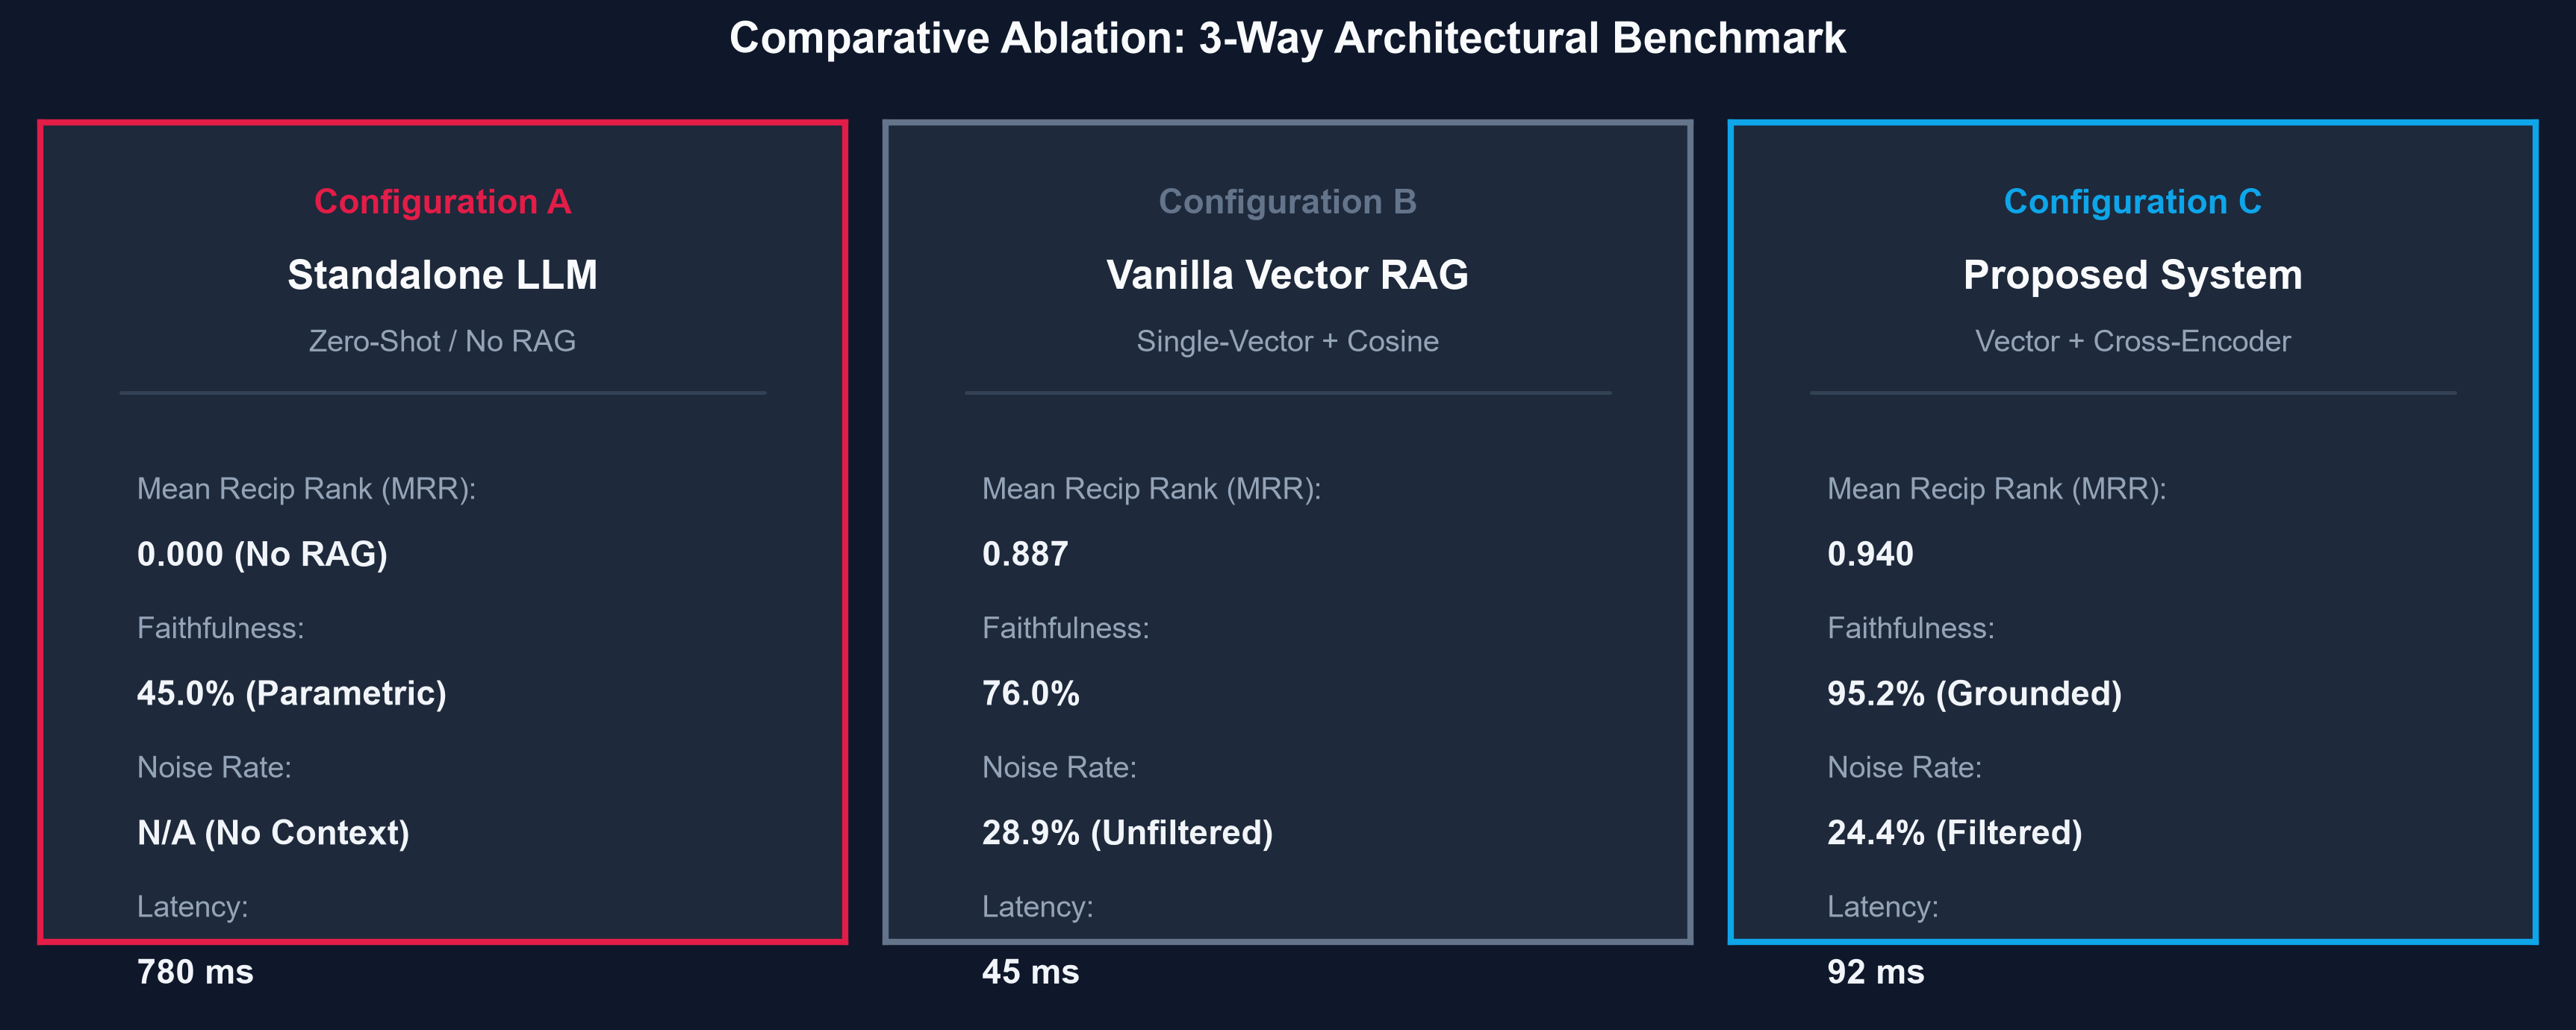 Comparative Ablation: 3-Way Architectural Benchmark
Configuration A
Standalone LLM
Zero-Shot / No RAG
Mean Recip Rank (MRR):
0.000 (No RAG)
Faithfulness:
45.0% (Parametric)
Noise Rate:
N/A (No Context)
Latency:
780 ms
Configuration B
Vanilla Vector RAG
Single-Vector + Cosine
Mean Recip Rank (MRR):
0.887
Faithfulness:
76.0%
Noise Rate:
28.9% (Unfiltered)
Latency:
45 ms
Configuration C
Proposed System
Vector + Cross-Encoder
Mean Recip Rank (MRR):
0.940
Faithfulness:
95.2% (Grounded)
Noise Rate:
24.4% (Filtered)
Latency:
92 ms